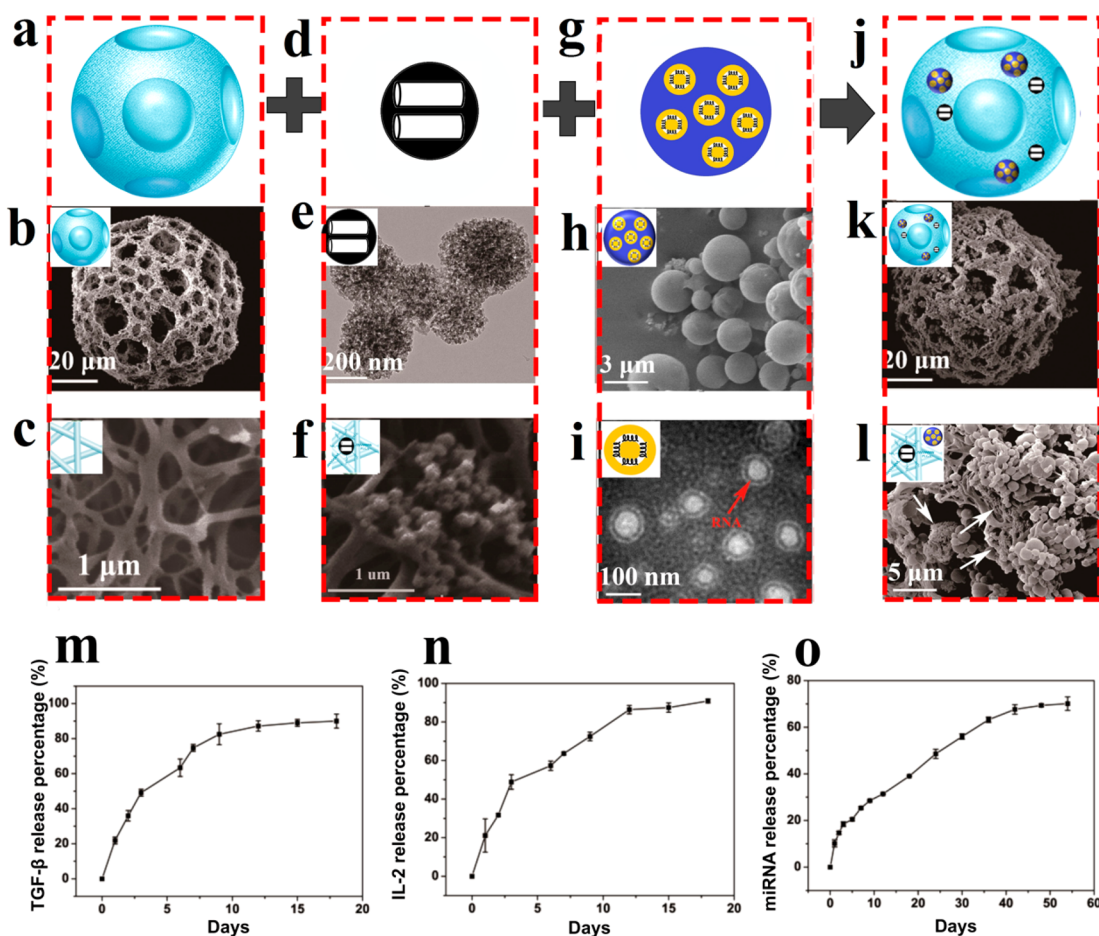 a
d
g
j
b
e
h
k
20 μm
200 nm
3 μm
20 μm
c
f
i
l
RNA
1 μm
1 um
100 nm
5 μm
m
n
o
TGF-β release percentage (%)
100
80
60
40
20
0
0 5 10 15 20
Days
IL-2 release percentage (%)
100
80
60
40
20
0
0 5 10 15 20
Days
miRNA release percentage (%)
80
60
40
20
0
0 10 20 30 40 50 60
Days